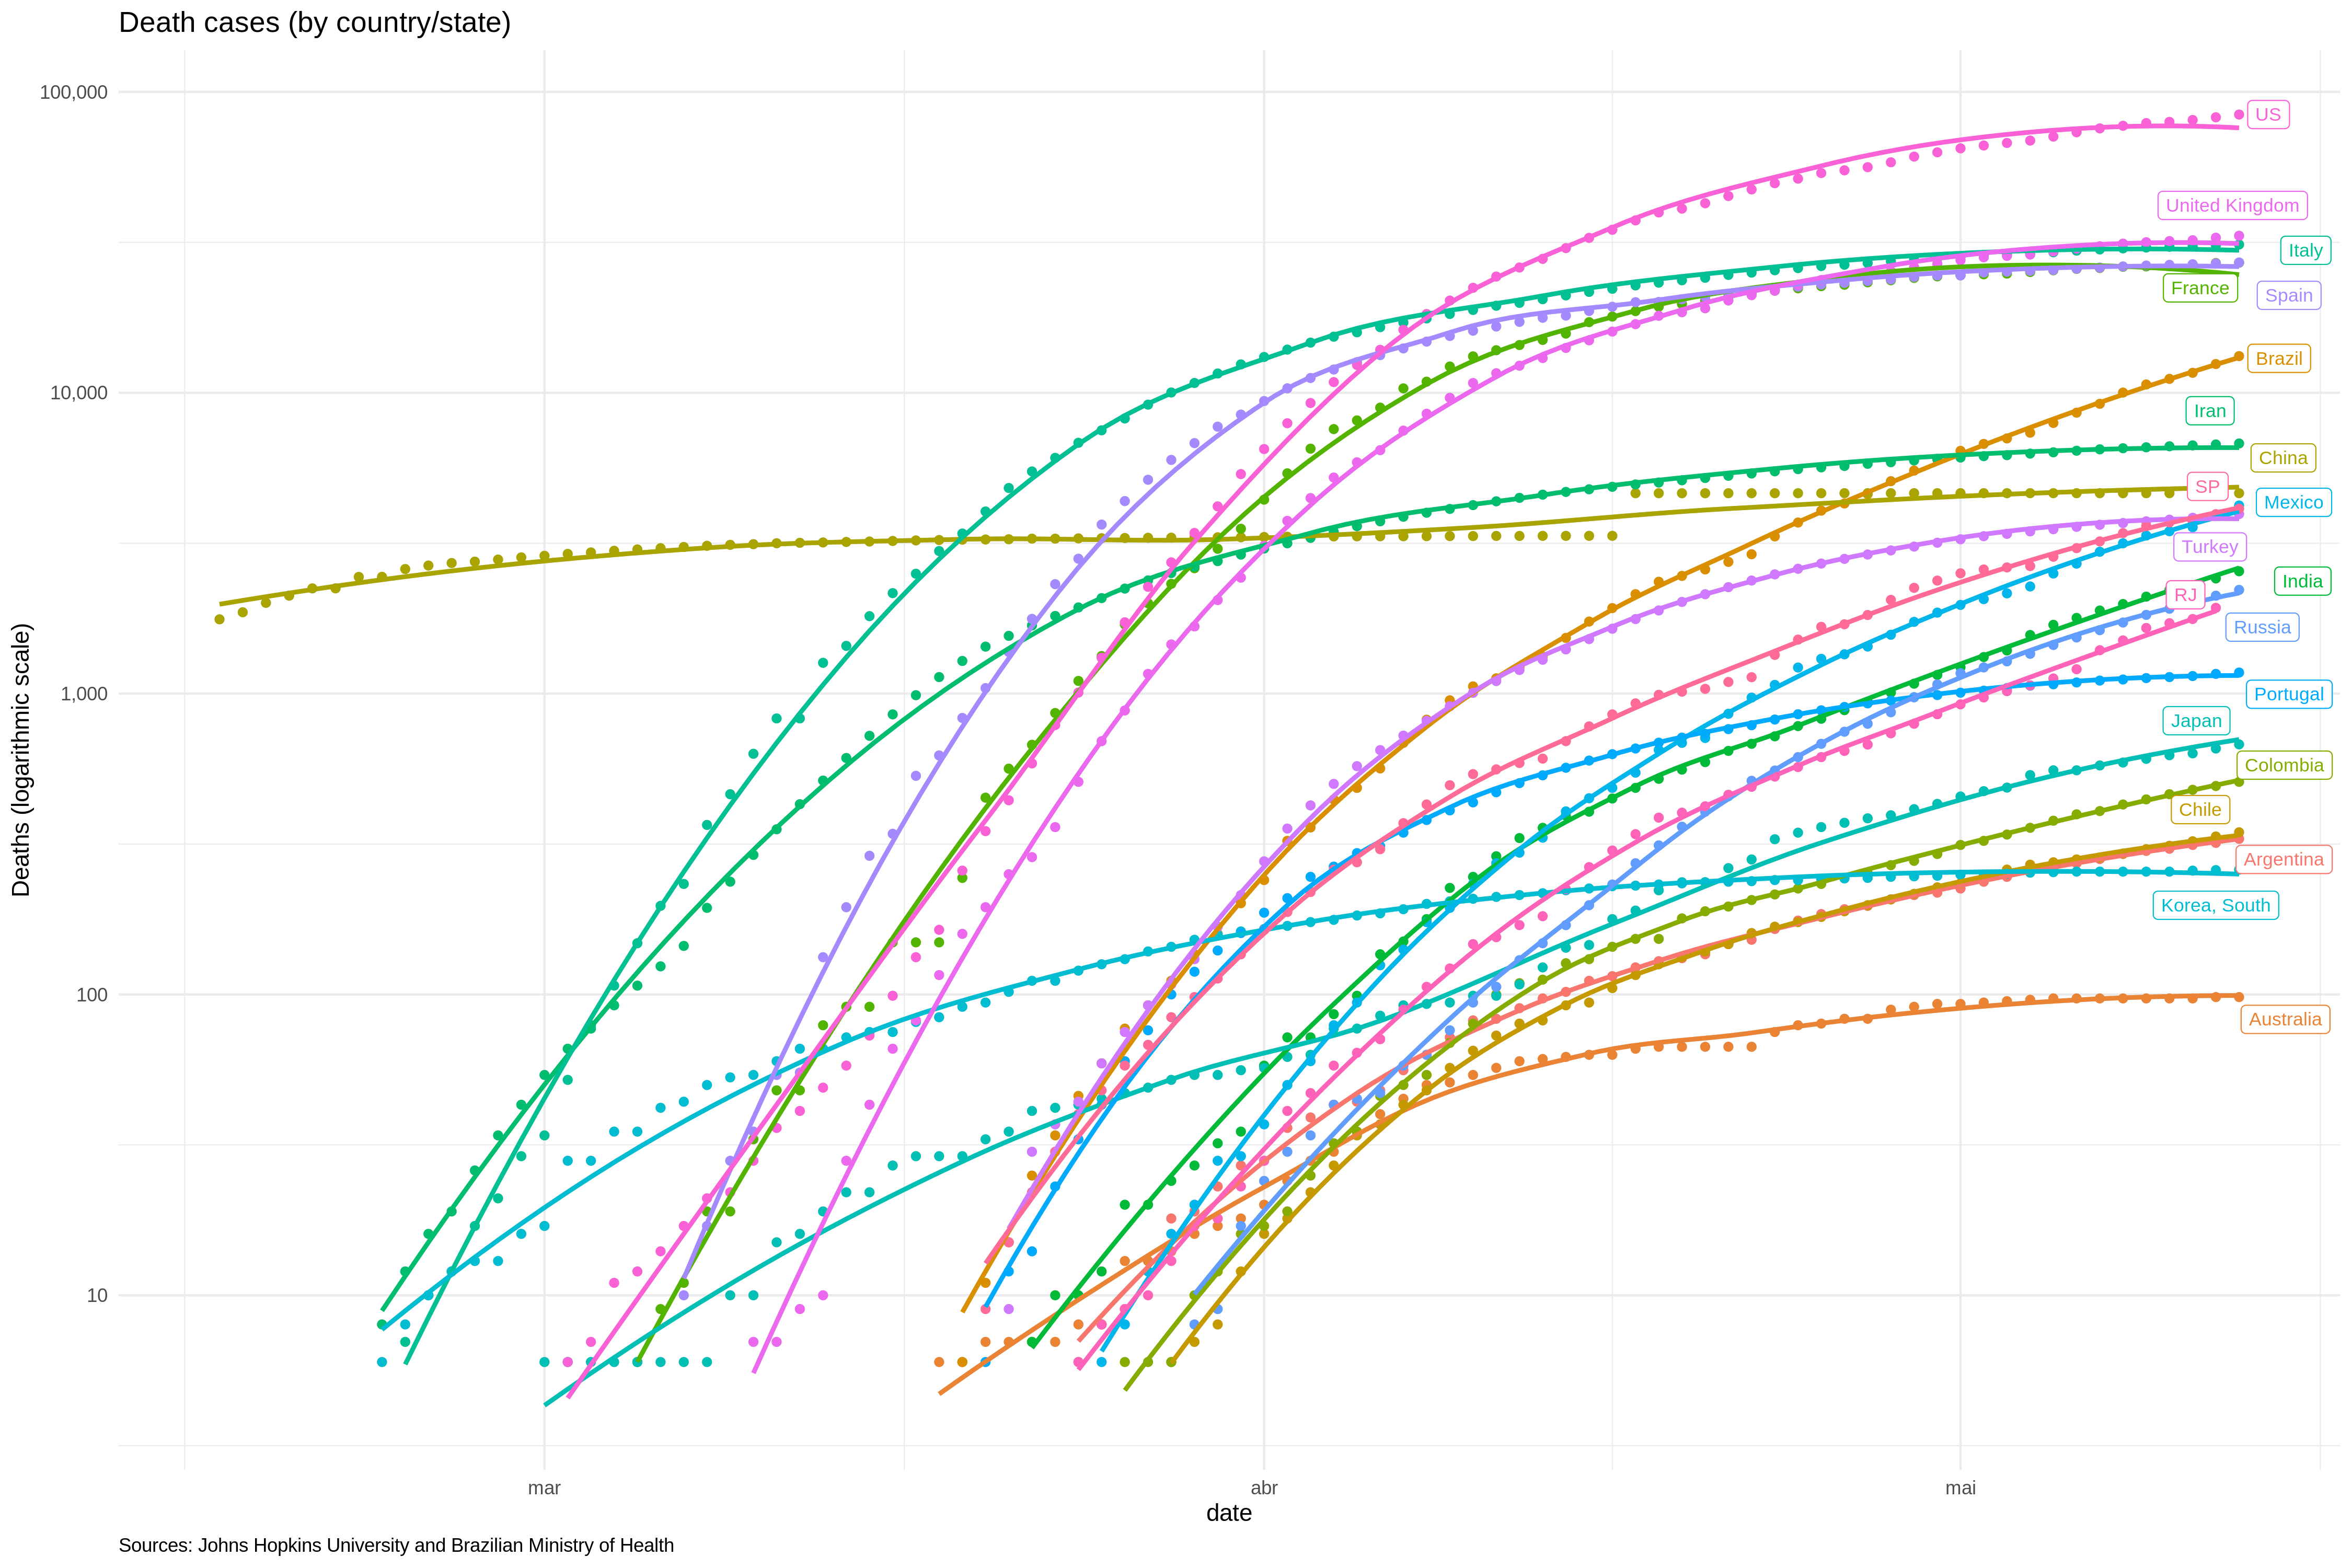 Death cases (by country/state)
100,000
10,000
1,000
100
10
Deaths (logarithmic scale)
US
United Kingdom
Italy
France
Spain
Brazil
Iran
China
SP
Mexico
Turkey
India
RJ
Russia
Portugal
Japan
Colombia
Chile
Argentina
Korea, South
Australia
mar
abr
mai
date
Sources: Johns Hopkins University and Brazilian Ministry of Health